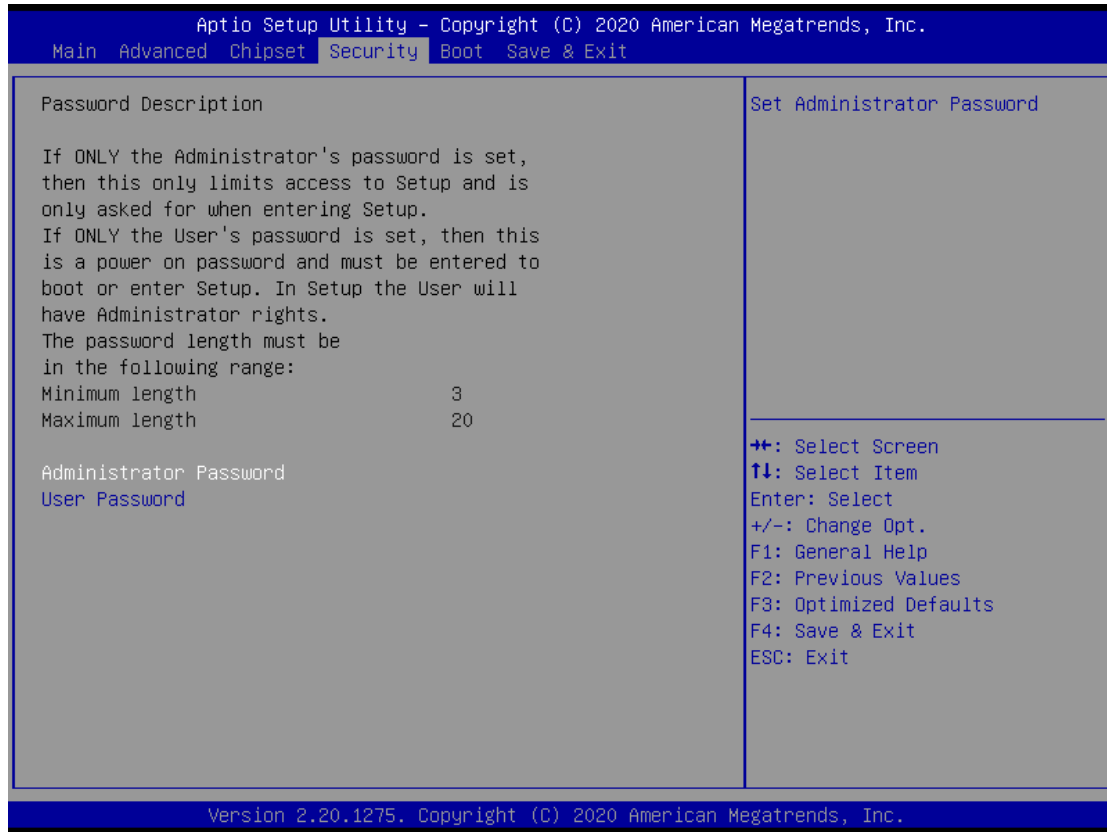 Aptio Setup Utility – Copyright (C) 2020 American Megatrends, Inc.
Main Advanced Chipset Security Boot Save & Exit
Password Description
If ONLY the Administrator's password is set,
then this only limits access to Setup and is
only asked for when entering Setup.
If ONLY the User's password is set, then this
is a power on password and must be entered to
boot or enter Setup. In Setup the User will
have Administrator rights.
The password length must be
in the following range:
Minimum length 3
Maximum length 20
Administrator Password
User Password
Set Administrator Password
→←: Select Screen
↑↓: Select Item
Enter: Select
+/-: Change Opt.
F1: General Help
F2: Previous Values
F3: Optimized Defaults
F4: Save & Exit
ESC: Exit
Version 2.20.1275. Copyright (C) 2020 American Megatrends, Inc.